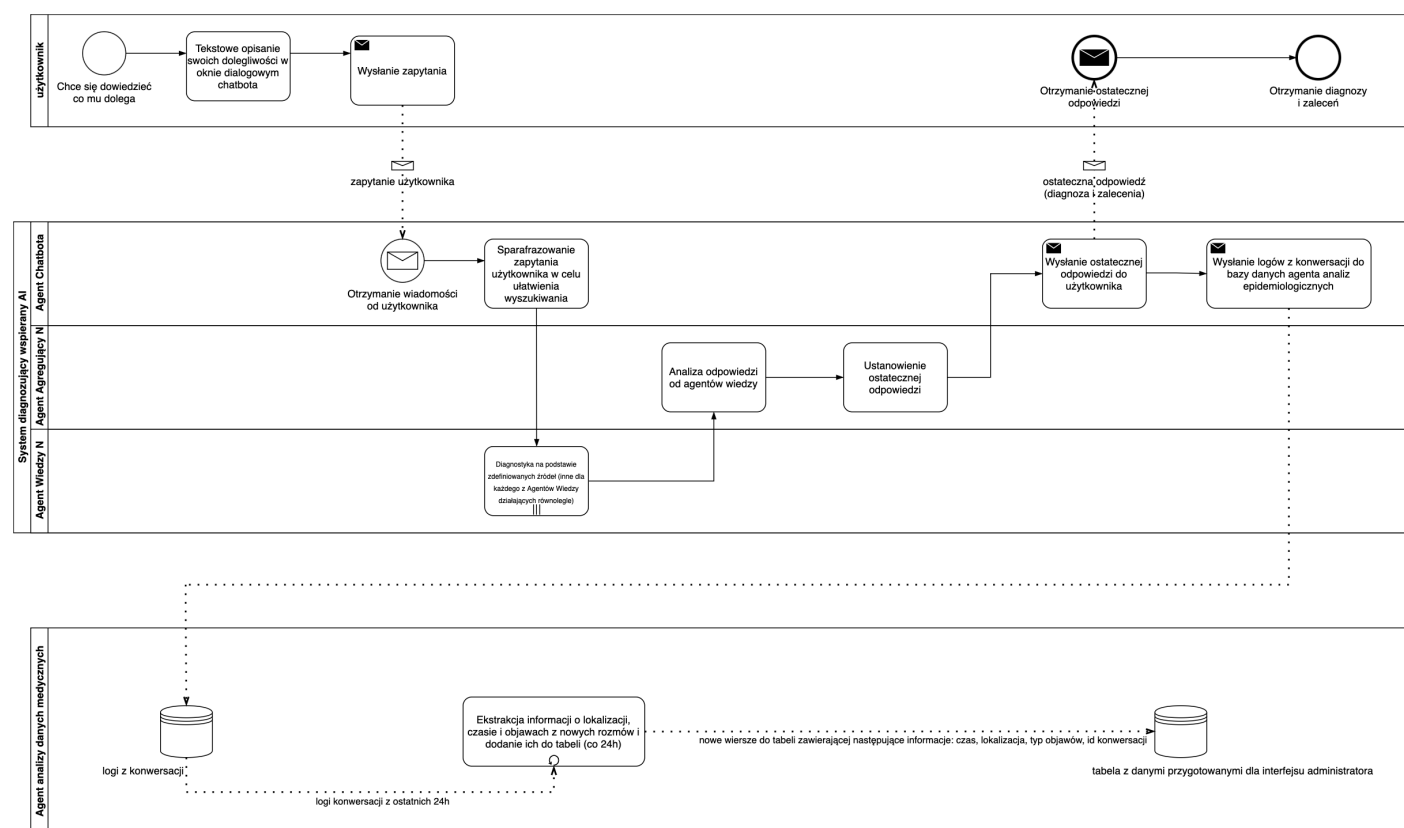 użytkownik
Chce się dowiedzieć
co mu dolega
Tekstowe opisanie
swoich dolegliwości w
oknie dialogowym
chatbota
Wysłanie zapytania
Otrzymanie ostatecznej
odpowiedzi
Otrzymanie diagnozy
i zaleceń
zapytanie użytkownika
ostateczna odpowiedź
(diagnoza i zalecenia)
System diagnozujący wspierany AI
Agent Chatbota
Otrzymanie wiadomości
od użytkownika
Sparafrazowanie
zapytania
użytkownika w celu
ułatwienia
wyszukiwania
Wysłanie ostatecznej
odpowiedzi do
użytkownika
Wysłanie logów z konwersacji do
bazy danych agenta analiz
epidemiologicznych
Agent Agregujący N
Analiza odpowiedzi
od agentów wiedzy
Ustanowienie
ostatecznej
odpowiedzi
Agent Wiedzy N
Diagnostyka na podstawie
zdefiniowanych źródeł (inne dla
każdego z Agentów Wiedzy
działających równolegle)
Agent analizy danych medycznych
logi z konwersacji
logi konwersacji z ostatnich 24h
Ekstrakcja informacji o lokalizacji,
czasie i objawach z nowych rozmów i
dodanie ich do tabeli (co 24h)
nowe wiersze do tabeli zawierającej następujące informacje: czas, lokalizacja, typ objawów, id konwersacji
tabela z danymi przygotowanymi dla interfejsu administratora